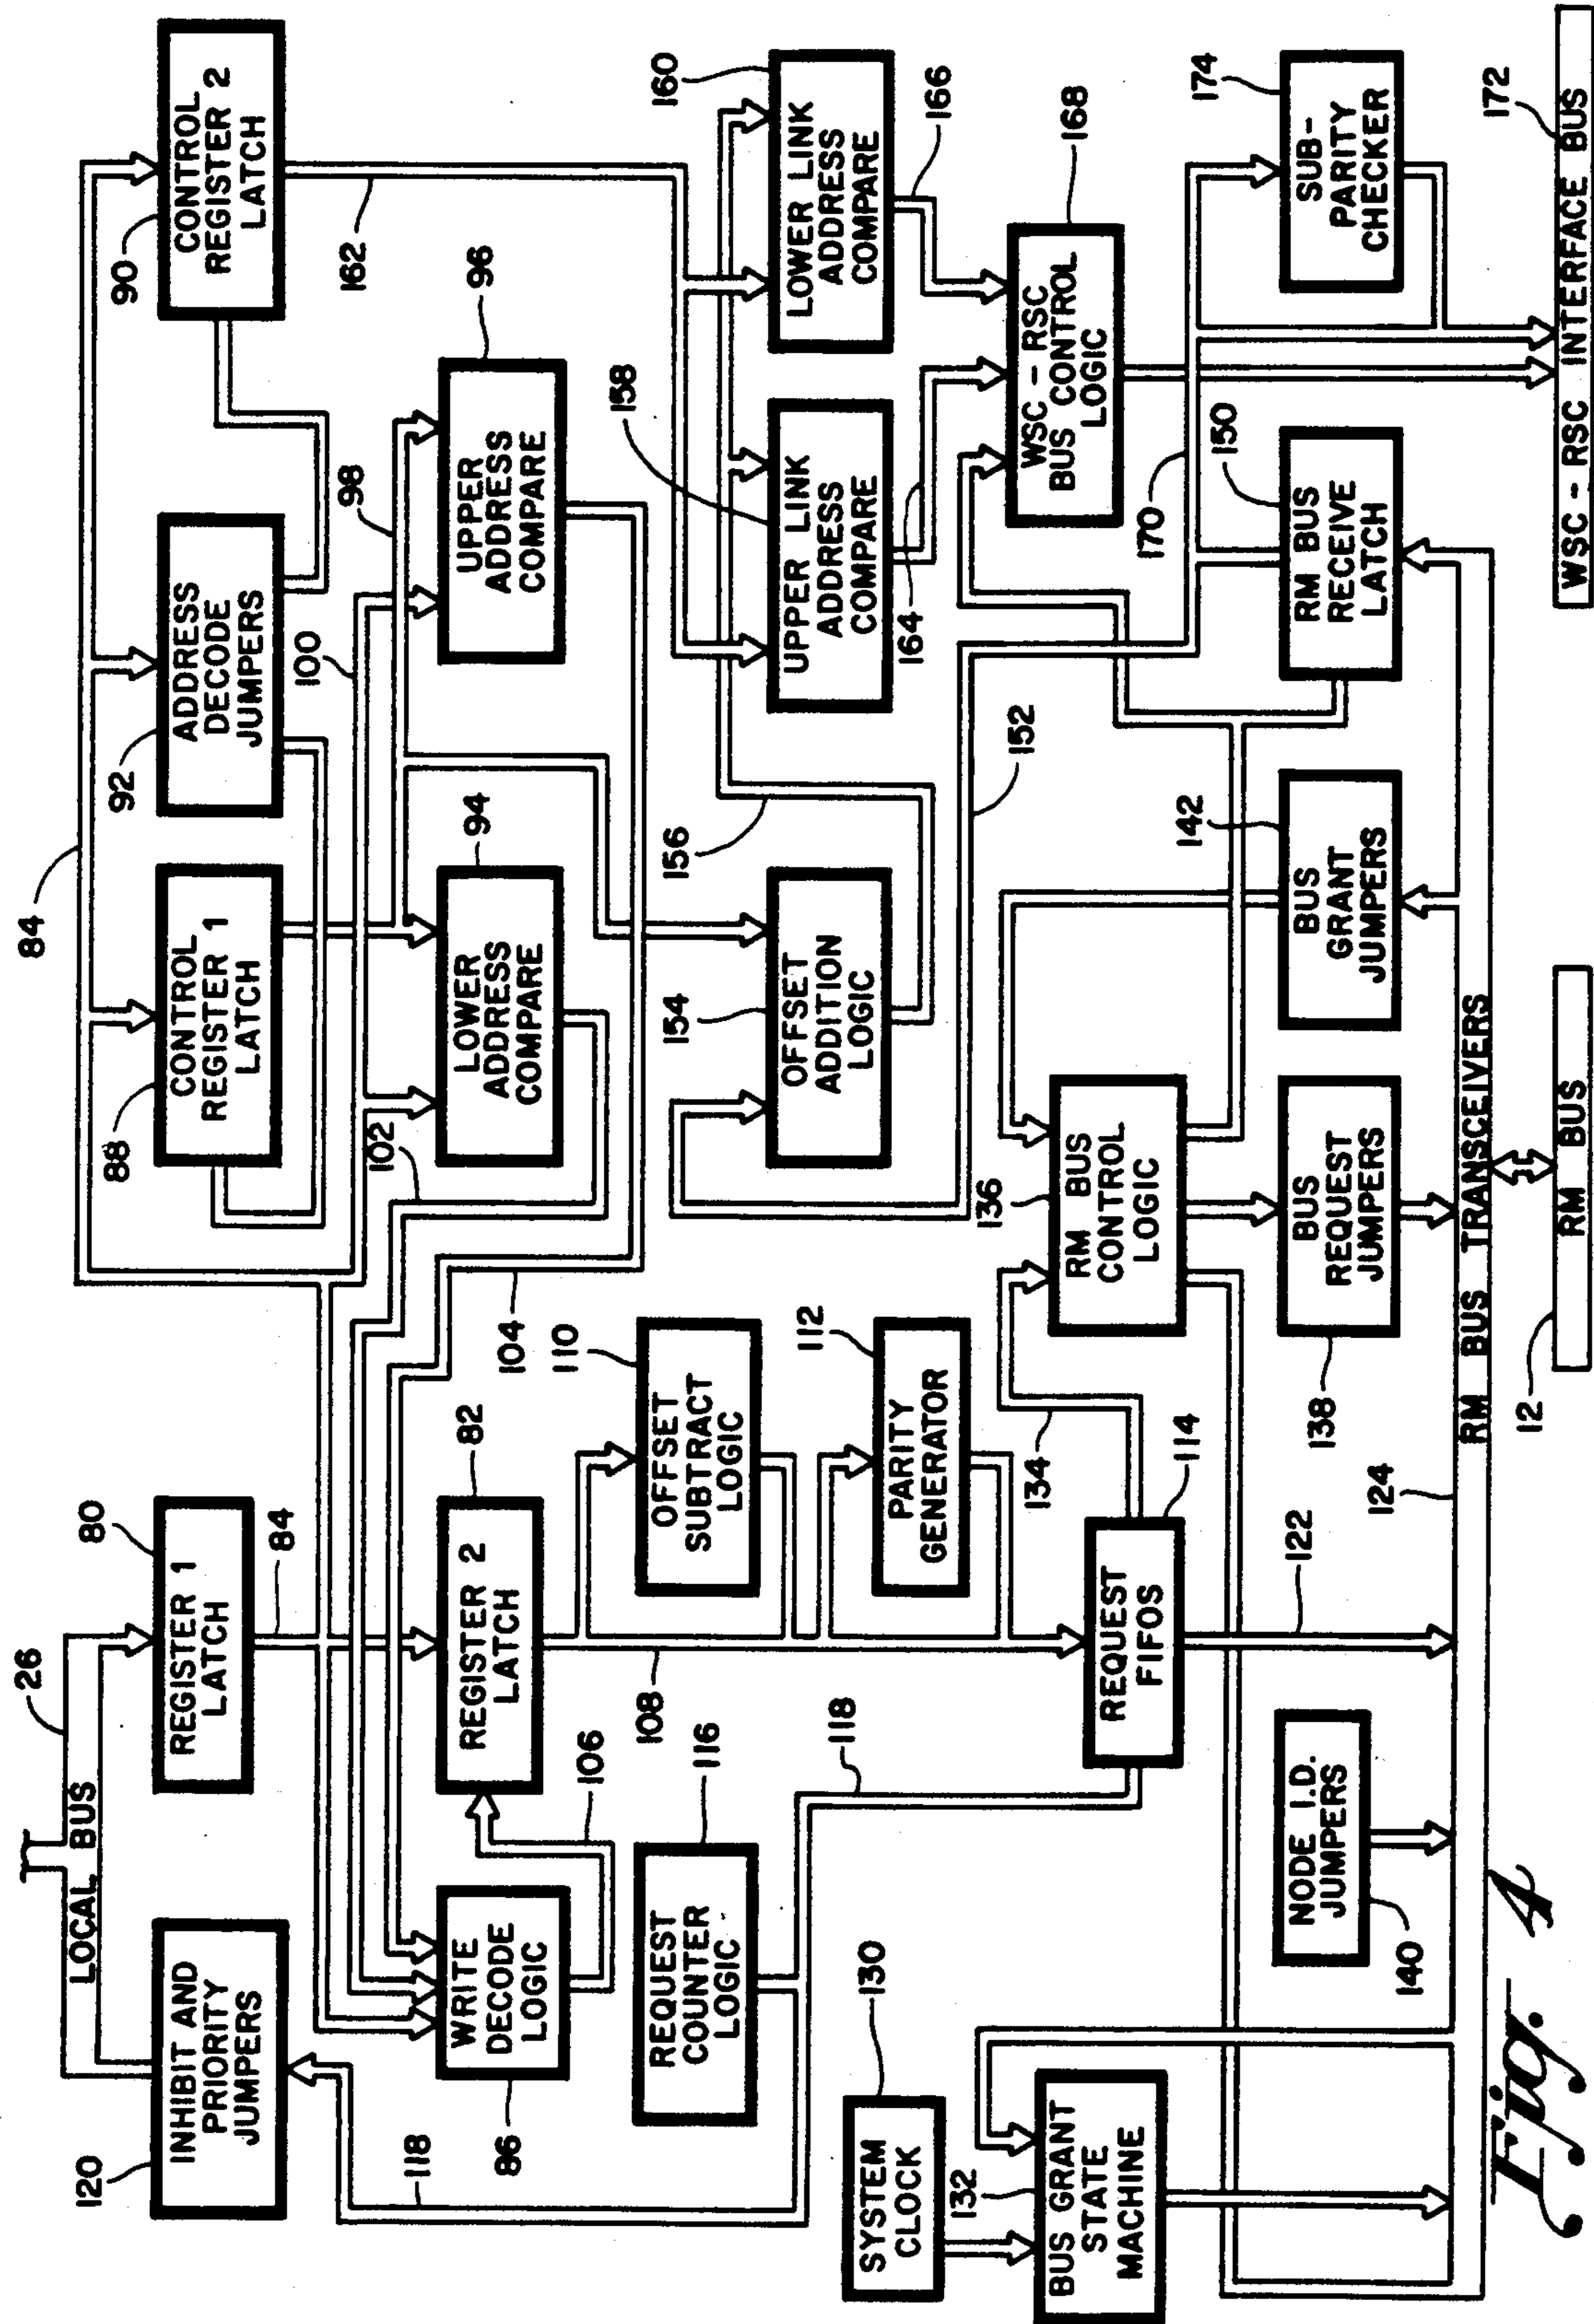 26
LOCAL BUS
120
INHIBIT AND
PRIORITY
JUMPERS
80
REGISTER 1
LATCH
84
84
88
CONTROL
REGISTER 1
LATCH
92
ADDRESS
DECODE
JUMPERS
90
CONTROL
REGISTER 2
LATCH
118
86
WRITE
DECODE
LOGIC
106
82
REGISTER 2
LATCH
102
104
94
LOWER
ADDRESS
COMPARE
100
98
96
UPPER
ADDRESS
COMPARE
162
116
REQUEST
COUNTER
LOGIC
108
110
OFFSET
SUBTRACT
LOGIC
118
112
PARITY
GENERATOR
154
OFFSET
ADDITION
LOGIC
156
158
UPPER LINK
ADDRESS
COMPARE
160
LOWER LINK
ADDRESS
COMPARE
164
166
130
SYSTEM
CLOCK
132
BUS GRANT
STATE
MACHINE
114
REQUEST
FIFOS
134
136
RM BUS
CONTROL
LOGIC
152
168
WSC - RSC
BUS CONTROL
LOGIC
170
140
NODE I.D.
JUMPERS
122
124
138
BUS
REQUEST
JUMPERS
142
BUS
GRANT
JUMPERS
150
RM BUS
RECEIVE
LATCH
174
SUB-
PARITY
CHECKER
RM BUS TRANSCEIVERS
12
RM BUS
172
WSC - RSC INTERFACE BUS
Fig. 4